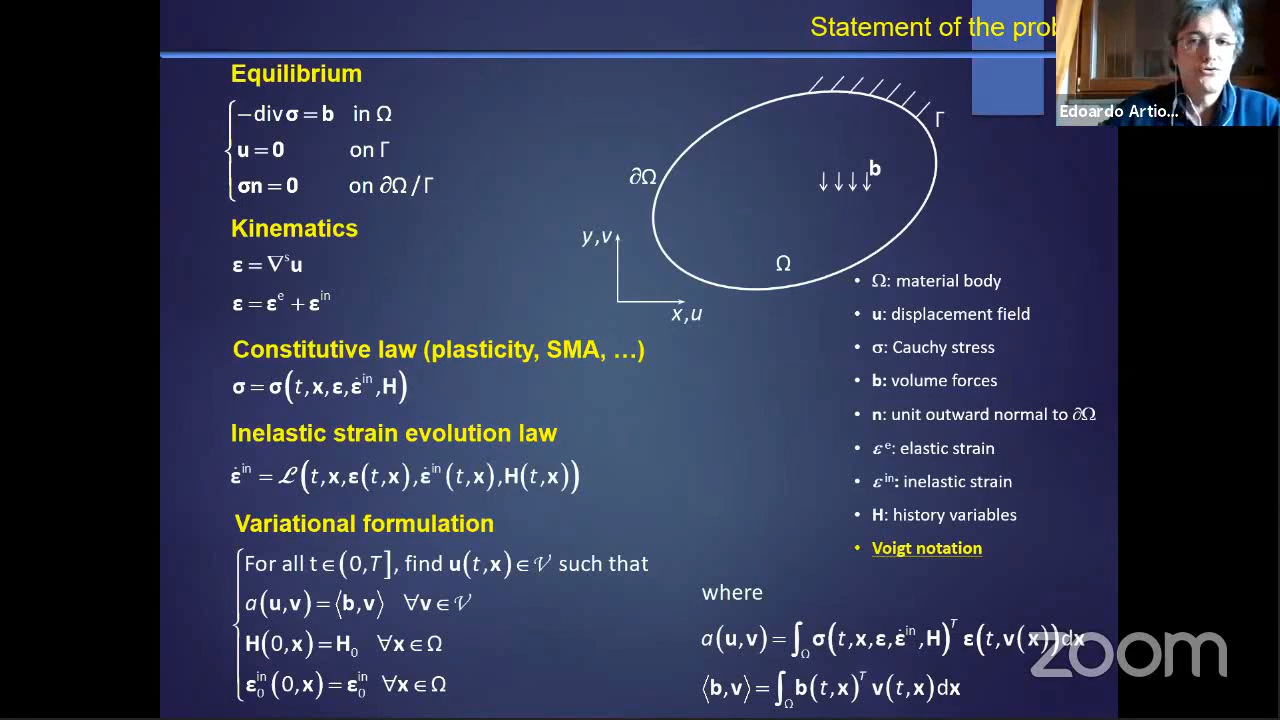 Statement of the prob
Edoardo Artio...
Equilibrium
−div σ = b in Ω
u = 0 on Γ
σn = 0 on ∂Ω / Γ
Kinematics
ε = ∇ˢu
ε = εᵉ + εⁱⁿ
Constitutive law (plasticity, SMA, …)
σ = σ(t, x, ε, ε̇ⁱⁿ, H)
Inelastic strain evolution law
ε̇ⁱⁿ = ℒ(t, x, ε(t, x), ε̇ⁱⁿ(t, x), H(t, x))
Variational formulation
For all t ∈ (0, T], find u(t, x) ∈ 𝒱 such that
a(u, v) = ⟨b, v⟩ ∀v ∈ 𝒱
H(0, x) = H₀ ∀x ∈ Ω
ε₀ⁱⁿ(0, x) = ε₀ⁱⁿ ∀x ∈ Ω
Γ
b
∂Ω
y,v
Ω
x,u
• Ω: material body
• u: displacement field
• σ: Cauchy stress
• b: volume forces
• n: unit outward normal to ∂Ω
• εᵉ: elastic strain
• εⁱⁿ: inelastic strain
• H: history variables
• Voigt notation
where
a(u, v) = ∫_Ω σ(t, x, ε, ε̇ⁱⁿ, H)ᵀ ε(t, v(x))dx
⟨b, v⟩ = ∫_Ω b(t, x)ᵀ v(t, x)dx
zoom